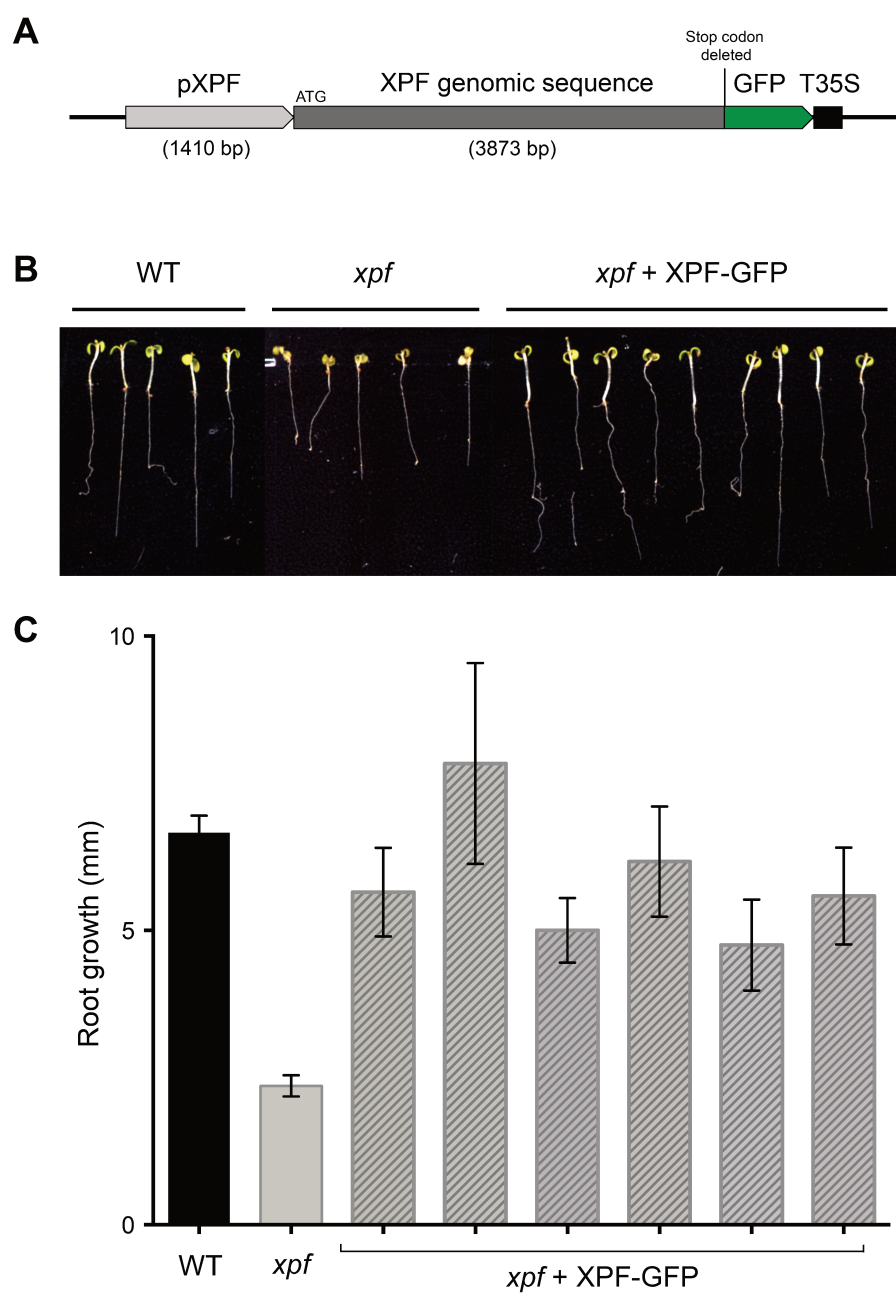 A
Stop codon
deleted
pXPF
ATG
XPF genomic sequence
GFP
T35S
(1410 bp)
(3873 bp)
B
WT
xpf
xpf + XPF-GFP
C
10
5
0
Root growth (mm)
WT
xpf
xpf + XPF-GFP